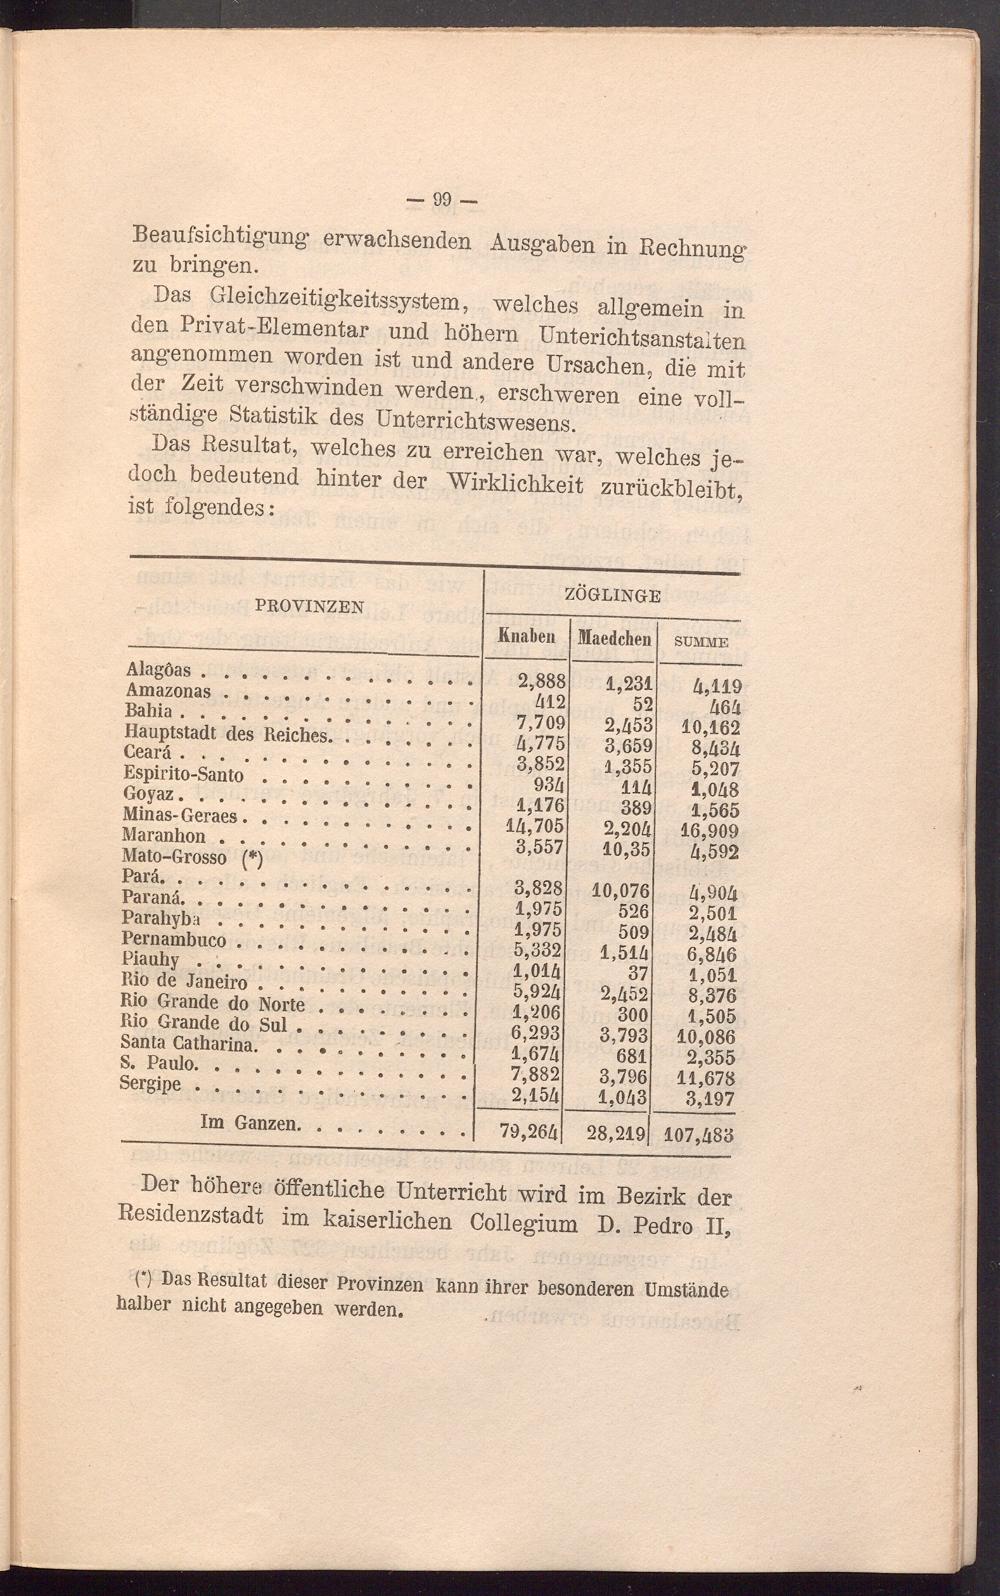 — 99 —
Beaufsichtigung erwachsenden Ausgaben in Rechnung
zu bringen.
Das Gleichzeitigkeitssystem, welches allgemein in
den Privat-Elementar und höhern Unterichtsanstalten
angenommen worden ist und andere Ursachen, die mit
der Zeit verschwinden werden, erschweren eine voll-
ständige Statistik des Unterrichtswesens.
Das Resultat, welches zu erreichen war, welches je-
doch bedeutend hinter der Wirklichkeit zurückbleibt,
ist folgendes:
PROVINZEN ZÖGLINGE
Knaben Maedchen SUMME
Alagôas . . . . . . . . . . . . . . 2,888 1,231 4,119
Amazonas . . . . . . . . . . . . . 412 52 464
Bahia . . . . . . . . . . . . . . . 7,709 2,453 10,162
Hauptstadt des Reiches. . . . . . . . 4,775 3,659 8,434
Ceará . . . . . . . . . . . . . . . 3,852 1,355 5,207
Espirito-Santo . . . . . . . . . . . 934 114 1,048
Goyaz . . . . . . . . . . . . . . . 1,176 389 1,565
Minas-Geraes . . . . . . . . . . . . 14,705 2,204 16,909
Maranhon . . . . . . . . . . . . . 3,557 10,35 4,592
Mato-Grosso (*)
Pará. . . . . . . . . . . . . . . . 3,828 10,076 4,904
Paraná. . . . . . . . . . . . . . . 1,975 526 2,501
Parahyba . . . . . . . . . . . . . 1,975 509 2,484
Pernambuco . . . . . . . . . . . . 5,332 1,514 6,846
Piauhy . . . . . . . . . . . . . . 1,014 37 1,051
Rio de Janeiro . . . . . . . . . . . 5,924 2,452 8,376
Rio Grande do Norte . . . . . . . . 1,206 300 1,505
Rio Grande do Sul . . . . . . . . . 6,293 3,793 10,086
Santa Catharina. . . . . . . . . . . 1,674 681 2,355
S. Paulo. . . . . . . . . . . . . . 7,882 3,796 11,678
Sergipe . . . . . . . . . . . . . . 2,154 1,043 3,197
Im Ganzen. . . . . . . . . 79,264 28,219 107,483
Der höhere öffentliche Unterricht wird im Bezirk der
Residenzstadt im kaiserlichen Collegium D. Pedro II,
(*) Das Resultat dieser Provinzen kann ihrer besonderen Umstände
halber nicht angegeben werden.